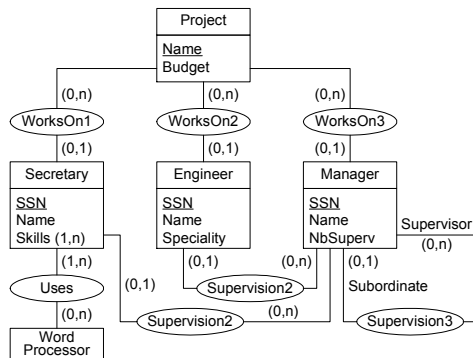 Project
Name
Budget
(0,n)
(0,n)
(0,n)
WorksOn1
WorksOn2
WorksOn3
(0,1)
(0,1)
(0,1)
Secretary
Engineer
Manager
SSN
Name
Skills (1,n)
SSN
Name
Speciality
SSN
Name
NbSuperv
Supervisor
(0,n)
(1,n)
(0,1)
(0,1)
(0,n)
(0,1)
Subordinate
Uses
Supervision2
(0,n)
Supervision2
(0,n)
Supervision3
Word
Processor